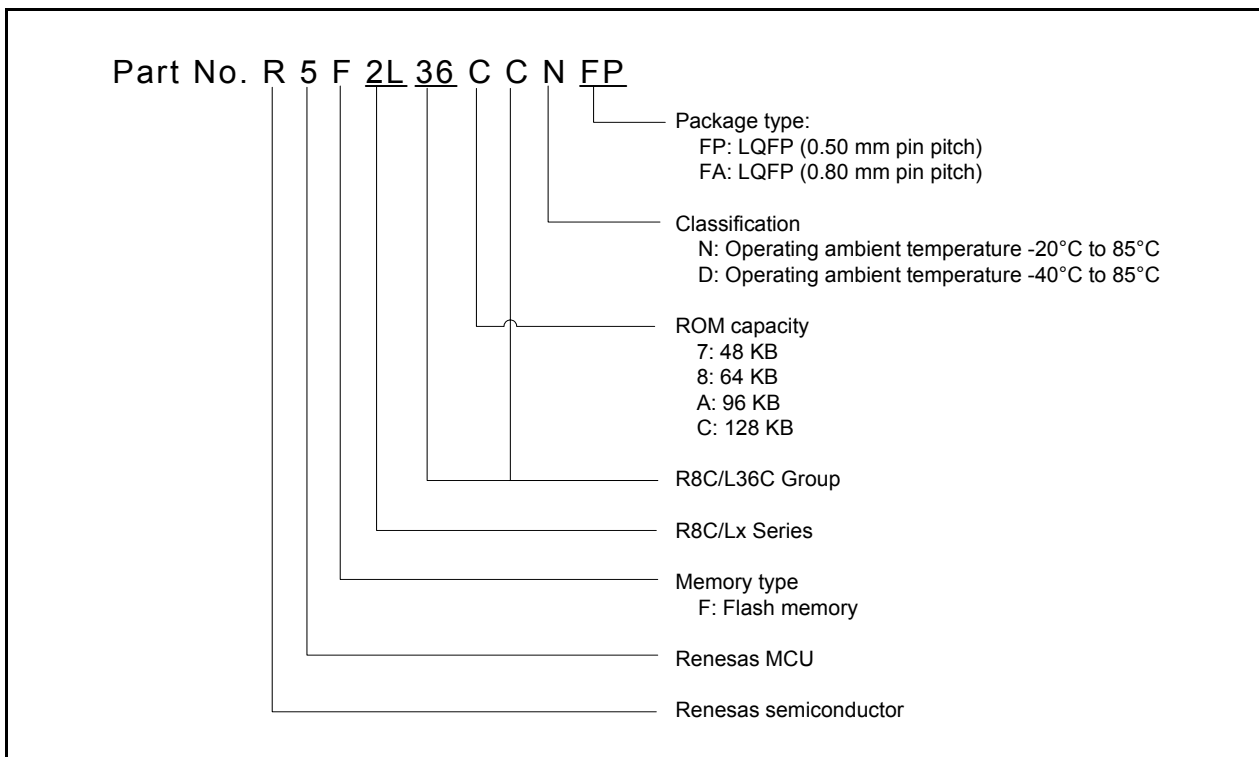 Part No. R 5 F 2L 36 C C N FP
Package type:
FP: LQFP (0.50 mm pin pitch)
FA: LQFP (0.80 mm pin pitch)
Classification
N: Operating ambient temperature -20°C to 85°C
D: Operating ambient temperature -40°C to 85°C
ROM capacity
7: 48 KB
8: 64 KB
A: 96 KB
C: 128 KB
R8C/L36C Group
R8C/Lx Series
Memory type
F: Flash memory
Renesas MCU
Renesas semiconductor